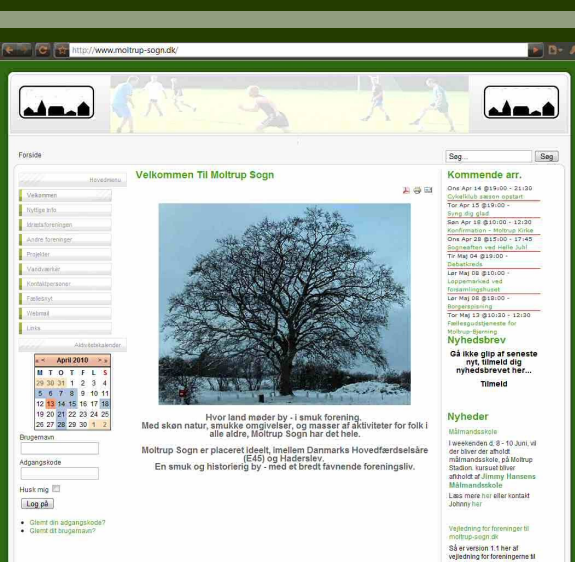 http://www.moltrup-sogn.dk/
Forside
Søg...
Søg
Hovedmenu
Velkommen
Nyttige Info
Idrætsforeningen
Andre foreninger
Projekter
Vandværker
Kontaktpersoner
Fællesnyt
Webmail
Links
Aktivitetskalender
« < April 2010 > »
M T O T F L S
29 30 31 1 2 3 4
5 6 7 8 9 10 11
12 13 14 15 16 17 18
19 20 21 22 23 24 25
26 27 28 29 30 1 2
Brugernavn
Adgangskode
Husk mig
Log på
Glemt din adgangskode?
Glemt dit brugernavn?
Velkommen Til Moltrup Sogn
Hvor land møder by - i smuk forening.
Med skøn natur, smukke omgivelser, og masser af aktiviteter for folk i
alle aldre, Moltrup Sogn har det hele.
Moltrup Sogn er placeret ideelt, imellem Danmarks Hovedfærdselsåre
(E45) og Haderslev.
En smuk og historierig by - med et bredt favnende foreningsliv.
Kommende arr.
Ons Apr 14 @19:00 - 21:30
Cykelklub sæson opstart
Tor Apr 15 @19:00 -
Syng dig glad
Søn Apr 18 @10:00 - 12:30
Konfirmation - Moltrup Kirke
Ons Apr 28 @15:00 - 17:45
Sogneaften ved Helle Juhl
Tir Maj 04 @19:00 -
Debatkreds
Lør Maj 08 @10:00 -
Loppemarked ved
forsamlingshuset
Lør Maj 08 @18:00 -
Borgerspisning
Tor Maj 13 @10:30 - 12:30
Fællesgudstjeneste for
Moltrup-Bjerning
Nyhedsbrev
Gå ikke glip af seneste
nyt, tilmeld dig
nyhedsbrevet her...
Tilmeld
Nyheder
Målmandsskole
I weekenden d. 8 - 10 Juni, vil
der bliver der afholdt
målmandsskole, på Moltrup
Stadion. kurset bliver
afhholdt af Jimmy Hansens
Målmandsskole
Læs mere her eller kontakt
Johnny her
Vejledning for foreninger til
moltrup-sogn.dk
Så er version 1.1 her af
vejledning for foreningerne til